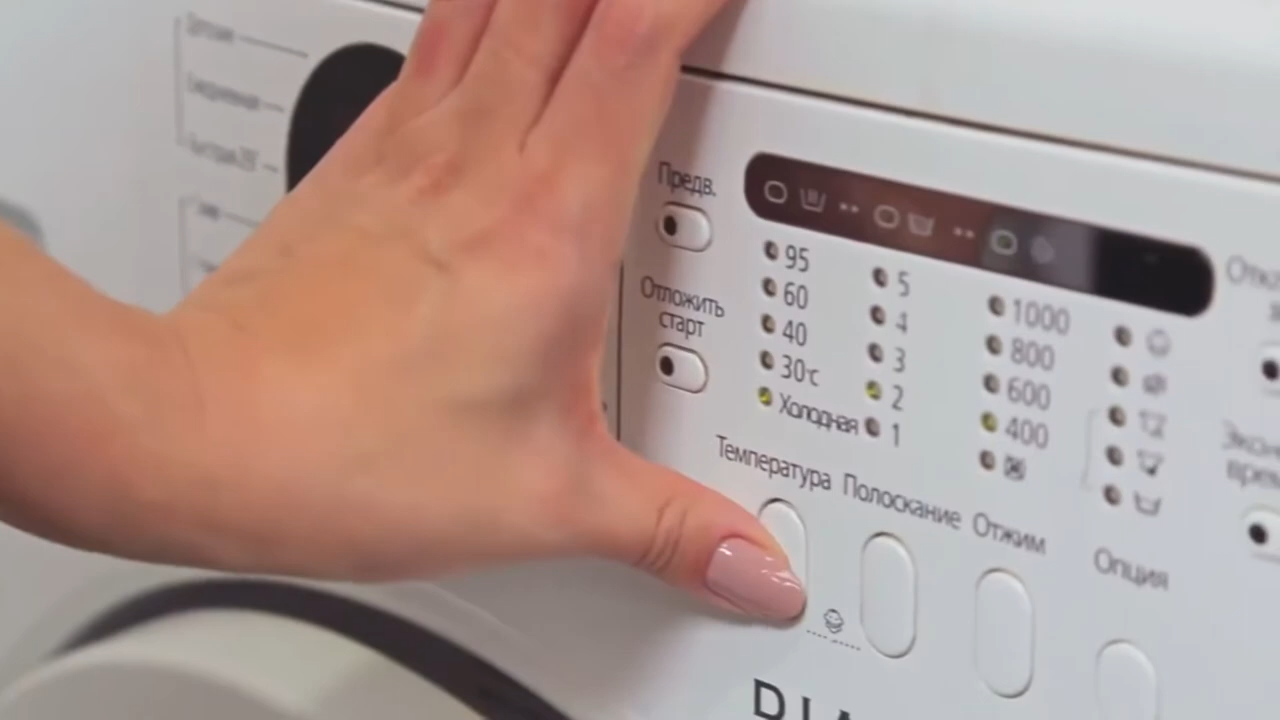 Предв.
Отложить
старт
95
60
40
30°c
Холодная
5
4
3
2
1
1000
800
600
400
Температура
Полоскание
Отжим
Опция